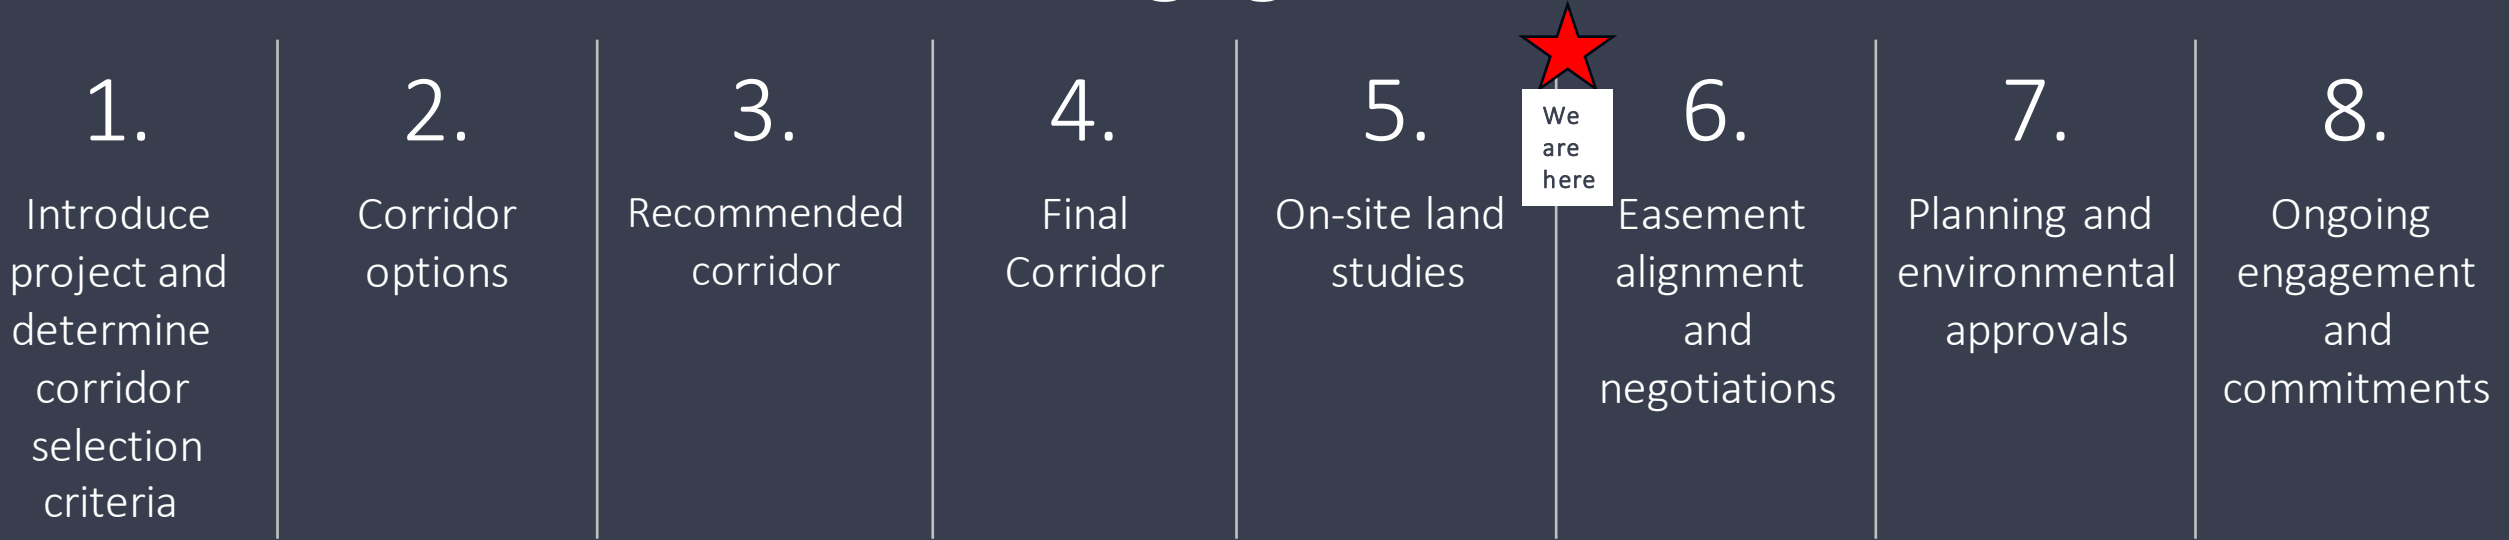 1.
Introduce
project and
determine
corridor
selection
criteria
2.
Corridor
options
3.
Recommended
corridor
4.
Final
Corridor
5.
On-site land
studies
We
are
here
6.
Easement
alignment
and
negotiations
7.
Planning and
environmental
approvals
8.
Ongoing
engagement
and
commitments